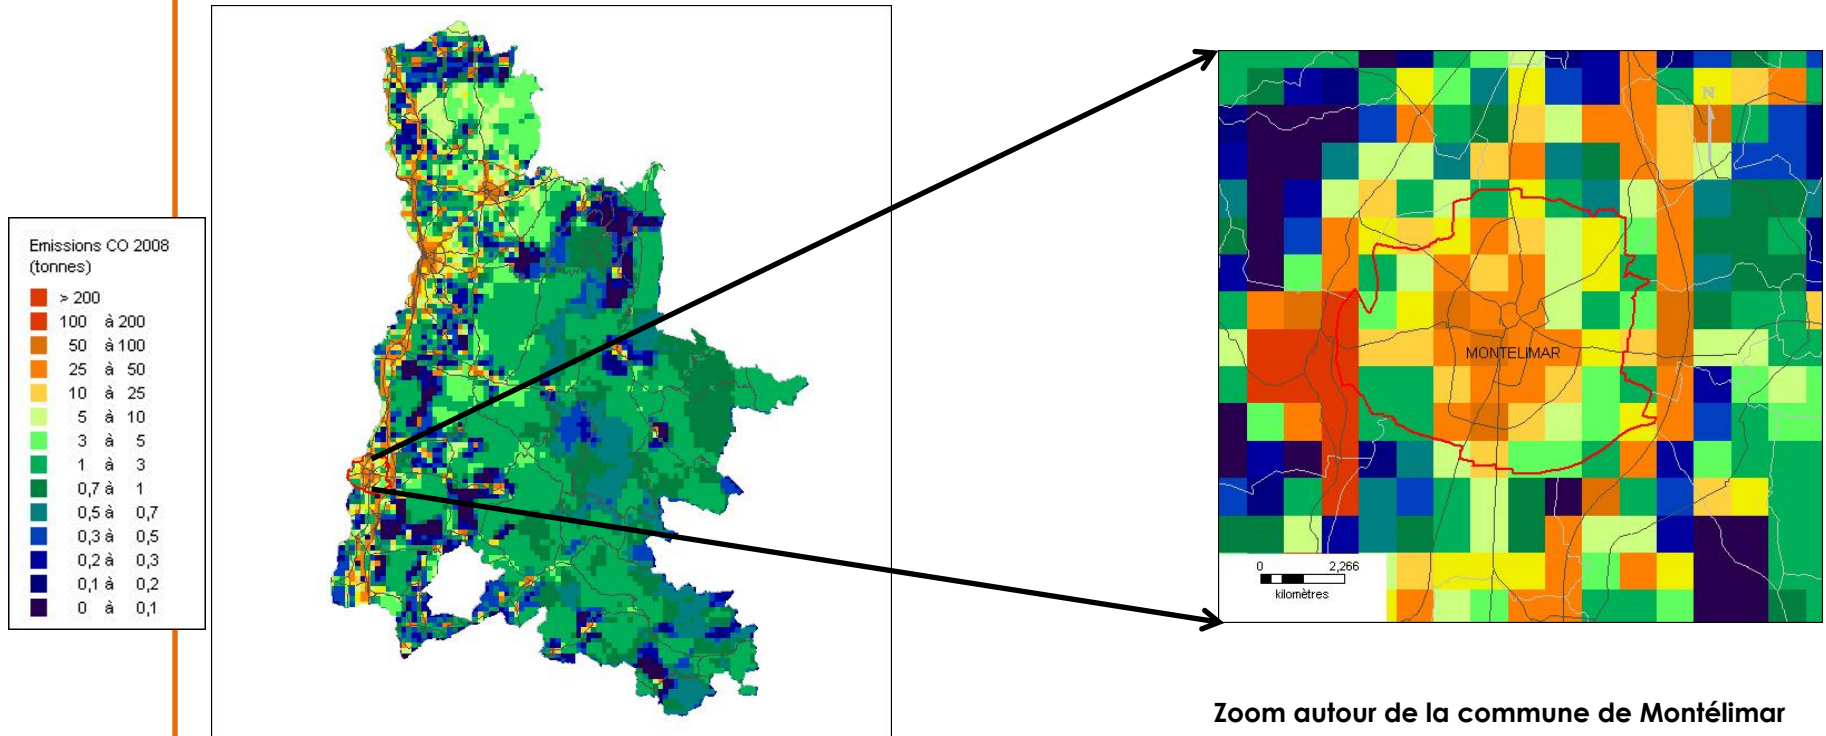 Emissions CO 2008
(tonnes)
> 200
100 à 200
50 à 100
25 à 50
10 à 25
5 à 10
3 à 5
1 à 3
0,7 à 1
0,5 à 0,7
0,3 à 0,5
0,2 à 0,3
0,1 à 0,2
0 à 0,1
N
MONTELIMAR
0 2,266
kilomètres
Zoom autour de la commune de Montélimar